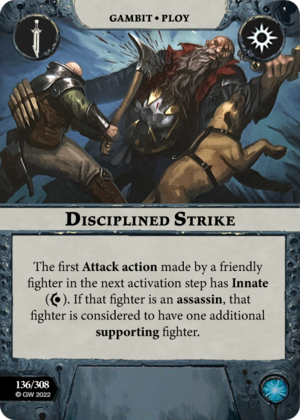 GAMBIT • PLOY
DISCIPLINED STRIKE
The first Attack action made by a friendly
fighter in the next activation step has Innate
( ). If that fighter is an assassin, that
fighter is considered to have one additional
supporting fighter.
136/308
© GW 2022